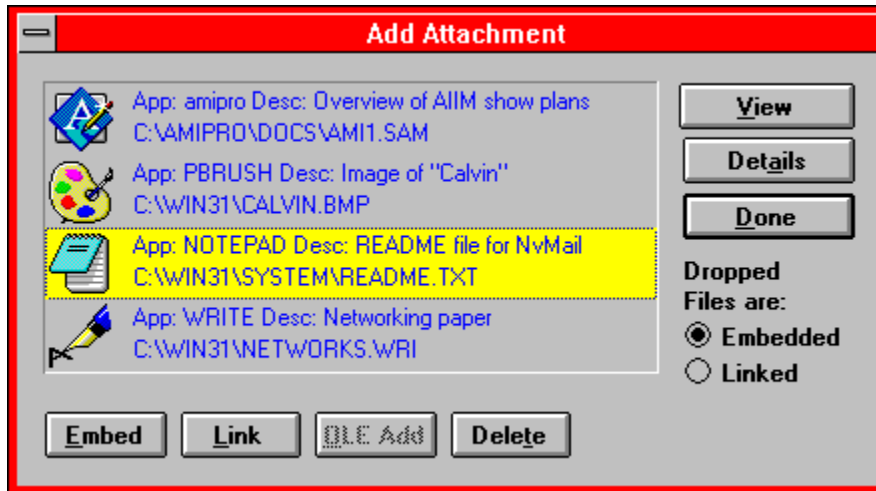 Add Attachment
App: amipro Desc: Overview of AIIM show plans
C:\AMIPRO\DOCS\AMI1.SAM
App: PBRUSH Desc: Image of "Calvin"
C:\WIN31\CALVIN.BMP
App: NOTEPAD Desc: README file for NvMail
C:\WIN31\SYSTEM\README.TXT
App: WRITE Desc: Networking paper
C:\WIN31\NETWORKS.WRI
View
Details
Done
Dropped
Files are:
Embedded
Linked
Embed
Link
OLE Add
Delete